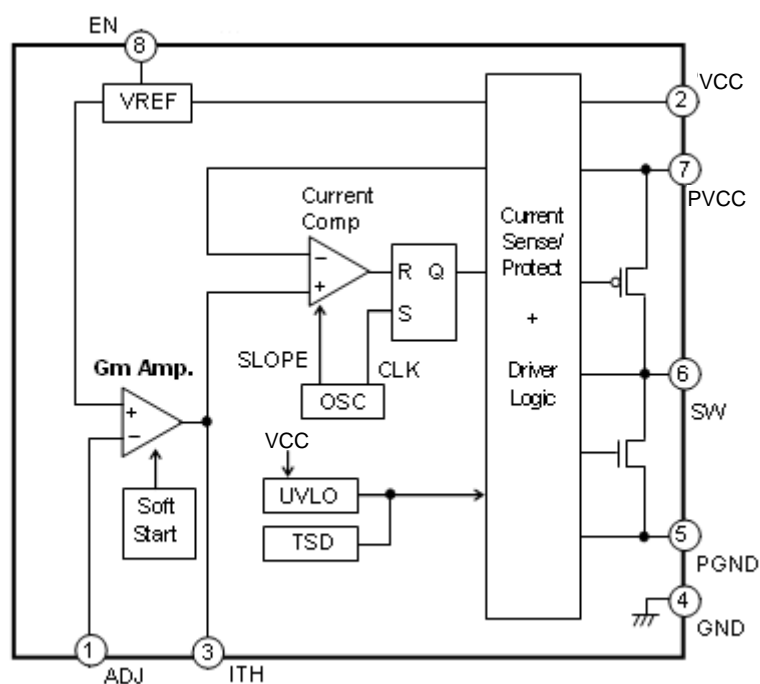 EN
8
VREF
VCC
2
7
PVCC
Current
Comp
Current
Sense/
Protect
+
Driver
Logic
−
+
R Q
S
SLOPE
CLK
OSC
Gm Amp.
+
−
6
SW
VCC
UVLO
TSD
Soft
Start
5
PGND
4
GND
1
ADJ
3
ITH